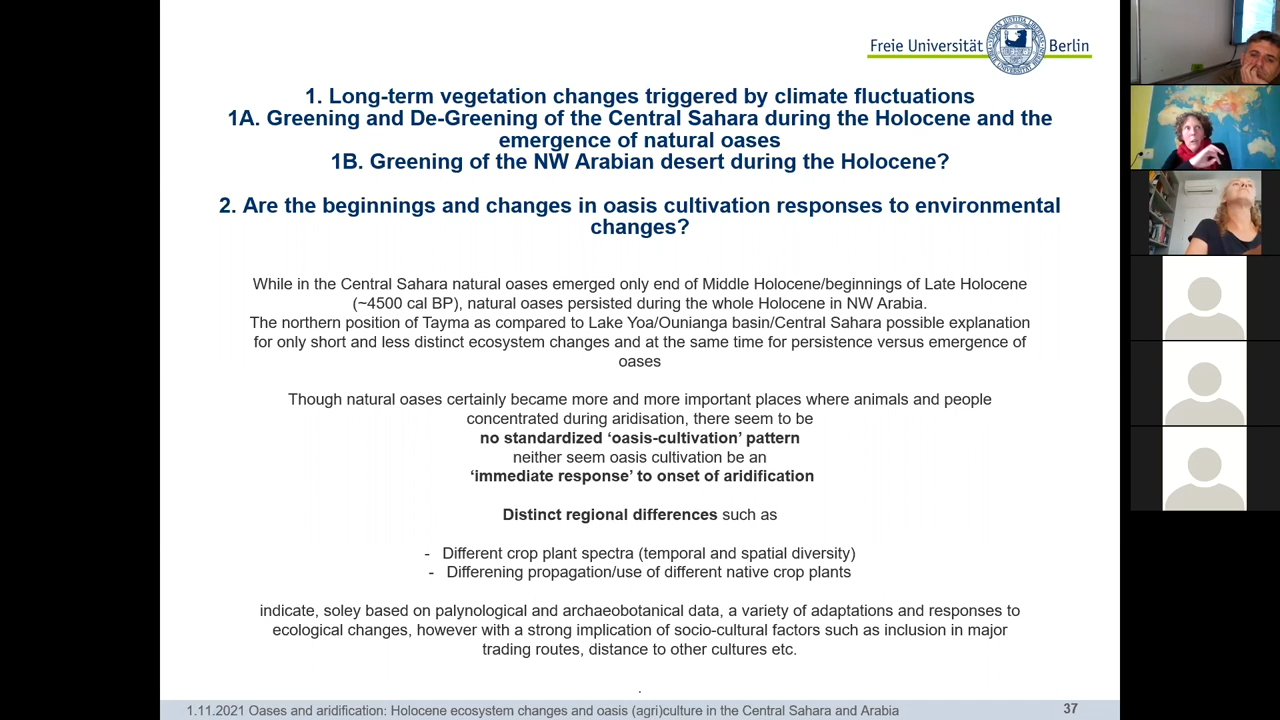 Freie Universität Berlin
1. Long-term vegetation changes triggered by climate fluctuations
1A. Greening and De-Greening of the Central Sahara during the Holocene and the
emergence of natural oases
1B. Greening of the NW Arabian desert during the Holocene?
2. Are the beginnings and changes in oasis cultivation responses to environmental
changes?
While in the Central Sahara natural oases emerged only end of Middle Holocene/beginnings of Late Holocene
(~4500 cal BP), natural oases persisted during the whole Holocene in NW Arabia.
The northern position of Tayma as compared to Lake Yoa/Ounianga basin/Central Sahara possible explanation
for only short and less distinct ecosystem changes and at the same time for persistence versus emergence of
oases
Though natural oases certainly became more and more important places where animals and people
concentrated during aridisation, there seem to be
no standardized ‘oasis-cultivation’ pattern
neither seem oasis cultivation be an
‘immediate response’ to onset of aridification
Distinct regional differences such as
- Different crop plant spectra (temporal and spatial diversity)
- Differening propagation/use of different native crop plants
indicate, soley based on palynological and archaeobotanical data, a variety of adaptations and responses to
ecological changes, however with a strong implication of socio-cultural factors such as inclusion in major
trading routes, distance to other cultures etc.
.
1.11.2021 Oases and aridification: Holocene ecosystem changes and oasis (agri)culture in the Central Sahara and Arabia
37